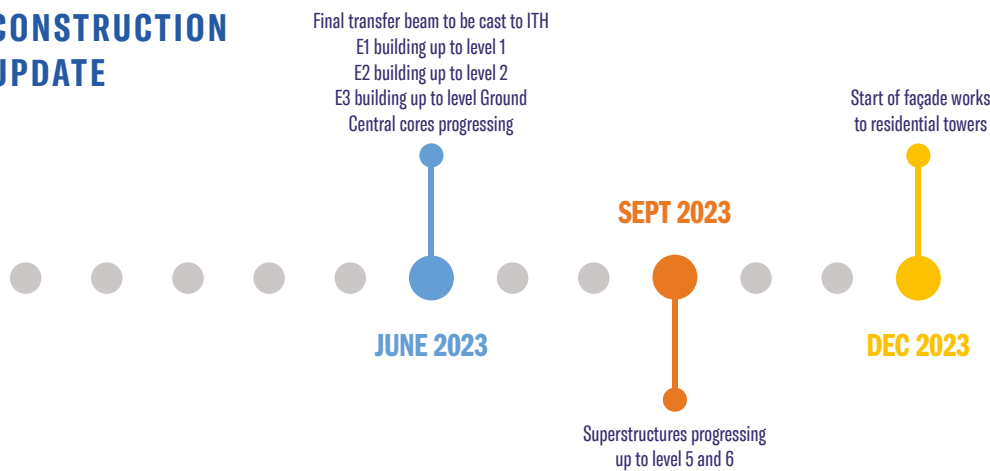 CONSTRUCTION
UPDATE
Final transfer beam to be cast to ITH
E1 building up to level 1
E2 building up to level 2
E3 building up to level Ground
Central cores progressing
JUNE 2023
SEPT 2023
Superstructures progressing
up to level 5 and 6
Start of façade works
to residential towers
DEC 2023